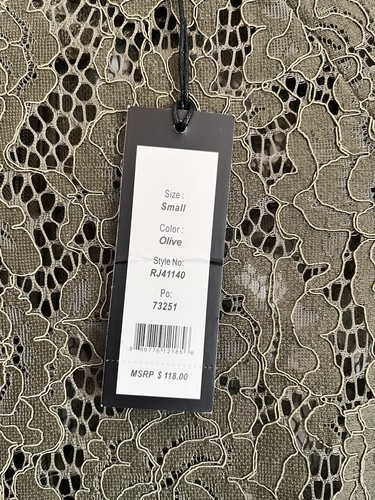 Size :
Small
Color :
Olive
Style No:
RJ41140
Po:
73251
MSRP $ 118.00